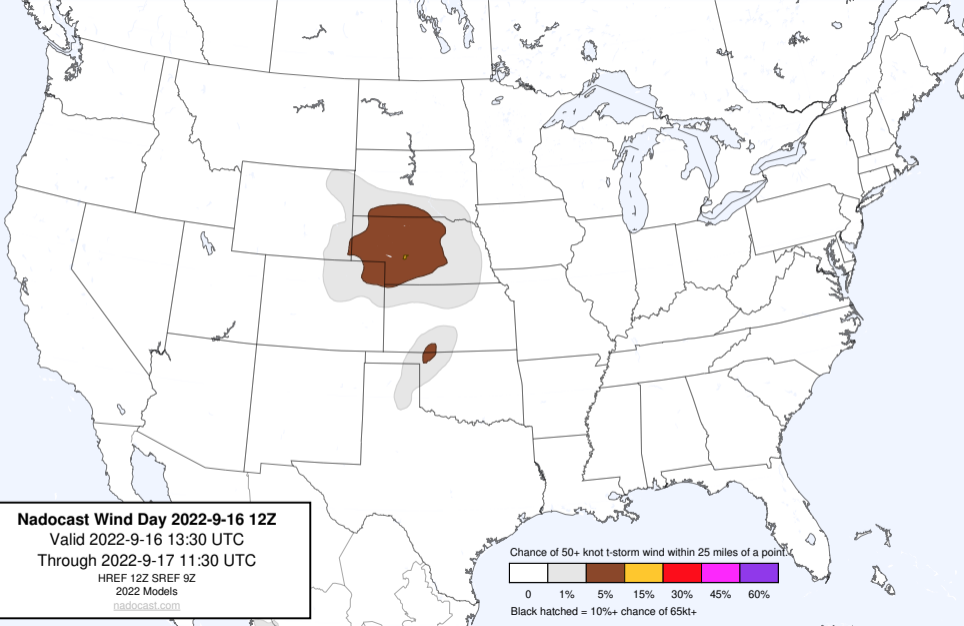 Nadocast Wind Day 2022-9-16 12Z
Valid 2022-9-16 13:30 UTC
Through 2022-9-17 11:30 UTC
HREF 12Z SREF 9Z
2022 Models
nadocast.com
Chance of 50+ knot t-storm wind within 25 miles of a point.
0 1% 5% 15% 30% 45% 60%
Black hatched = 10%+ chance of 65kt+